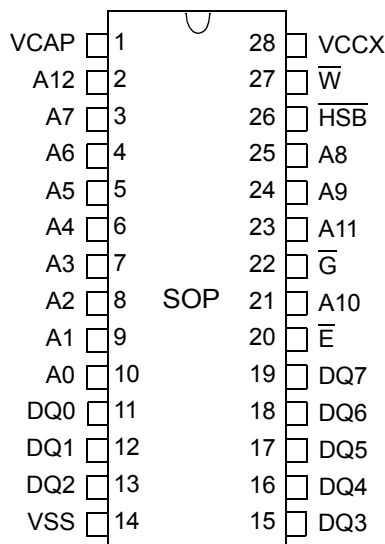 VCAP 1 28 VCCX
A12 2 27 W̅
A7 3 26 H̅S̅B̅
A6 4 25 A8
A5 5 24 A9
A4 6 23 A11
A3 7 22 G̅
A2 8 SOP 21 A10
A1 9 20 E̅
A0 10 19 DQ7
DQ0 11 18 DQ6
DQ1 12 17 DQ5
DQ2 13 16 DQ4
VSS 14 15 DQ3